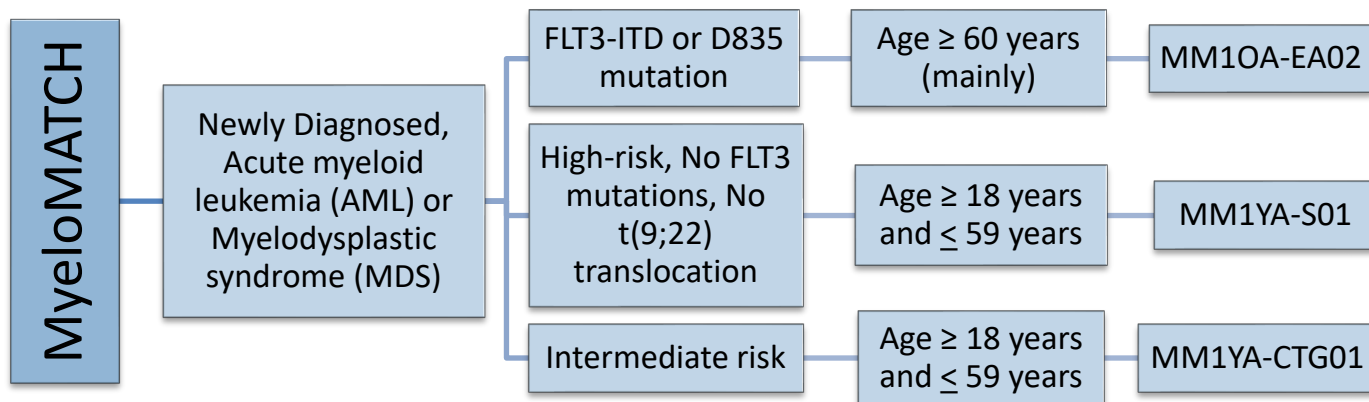 MyeloMATCH
Newly Diagnosed,
Acute myeloid
leukemia (AML) or
Myelodysplastic
syndrome (MDS)
FLT3-ITD or D835
mutation
Age ≥ 60 years
(mainly)
MM1OA-EA02
High-risk, No FLT3
mutations, No
t(9;22)
translocation
Age ≥ 18 years
and < 59 years
MM1YA-S01
Intermediate risk
Age ≥ 18 years
and < 59 years
MM1YA-CTG01